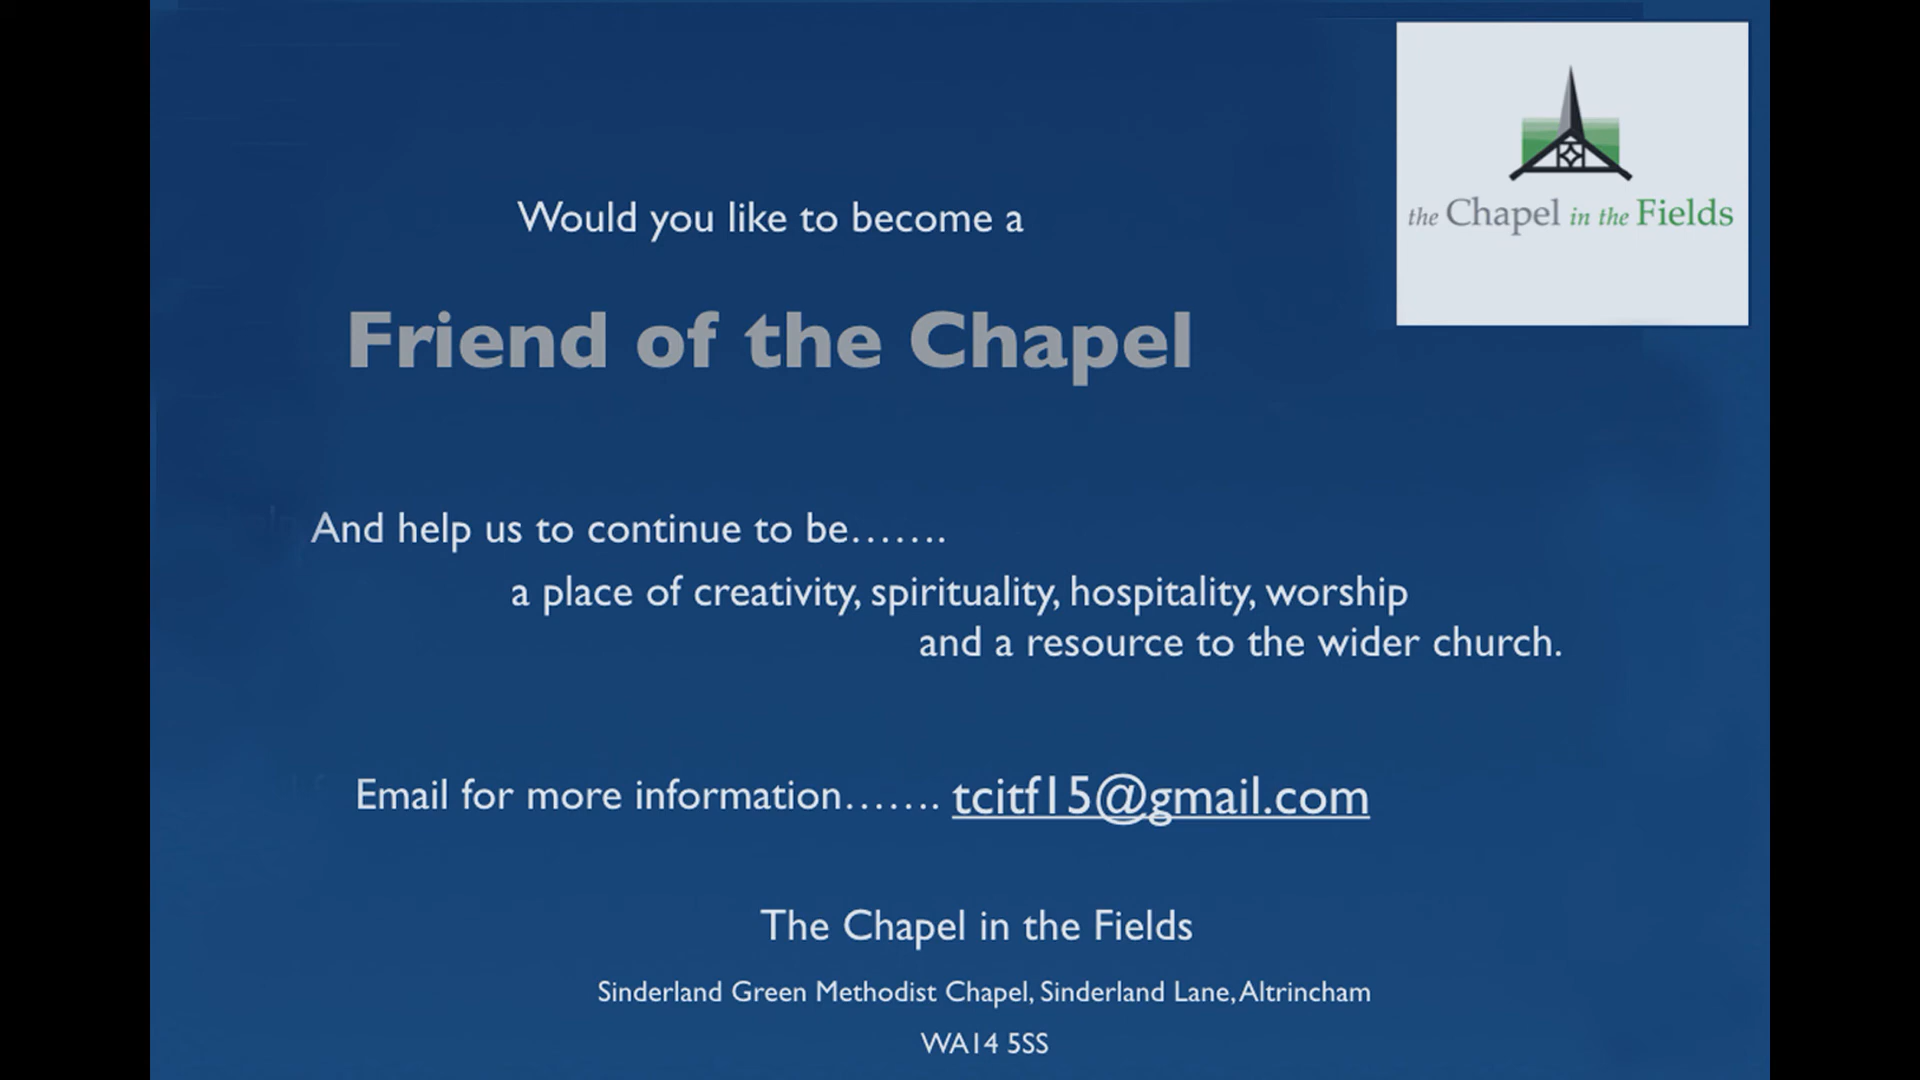 the Chapel in the Fields
Would you like to become a
Friend of the Chapel
And help us to continue to be…….
a place of creativity, spirituality, hospitality, worship
and a resource to the wider church.
Email for more information……. tcitf15@gmail.com
The Chapel in the Fields
Sinderland Green Methodist Chapel, Sinderland Lane, Altrincham
WA14 5SS